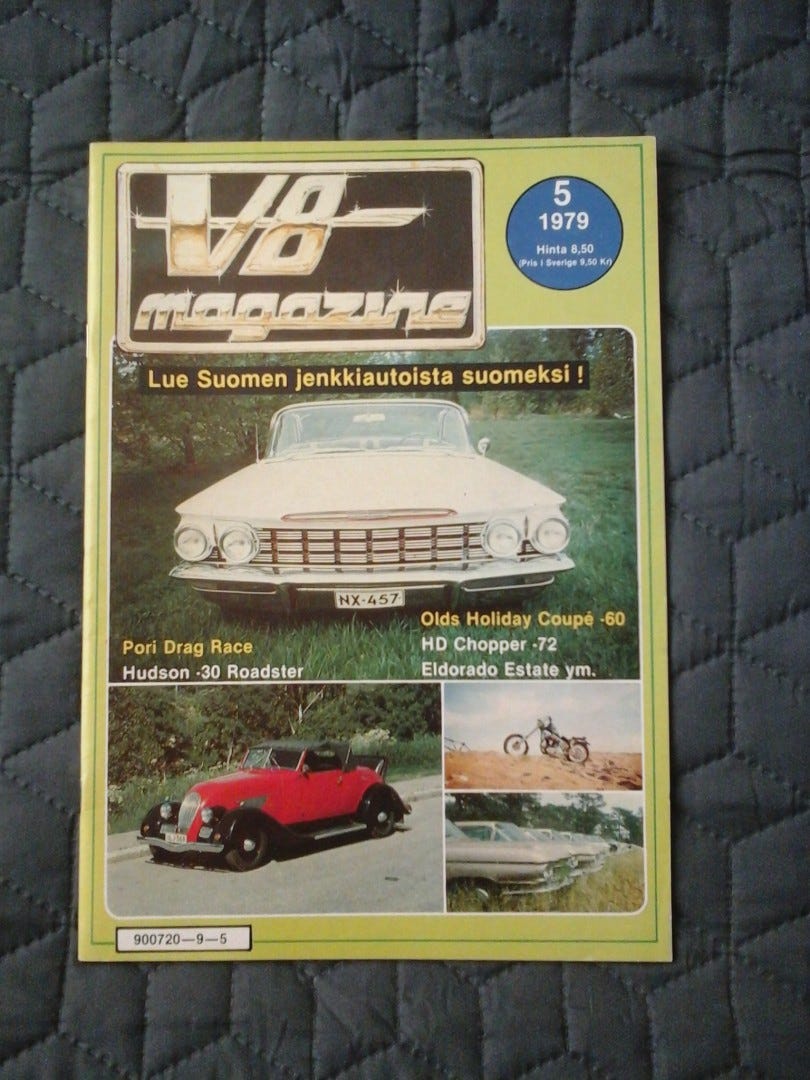 V8
magazine
5
1979
Hinta 8,50
(Pris i Sverige 9,50 Kr)
Lue Suomen jenkkiautoista suomeksi !
NX-457
Olds Holiday Coupé -60
Pori Drag Race
HD Chopper -72
Hudson -30 Roadster
Eldorado Estate ym.
900720—9—5